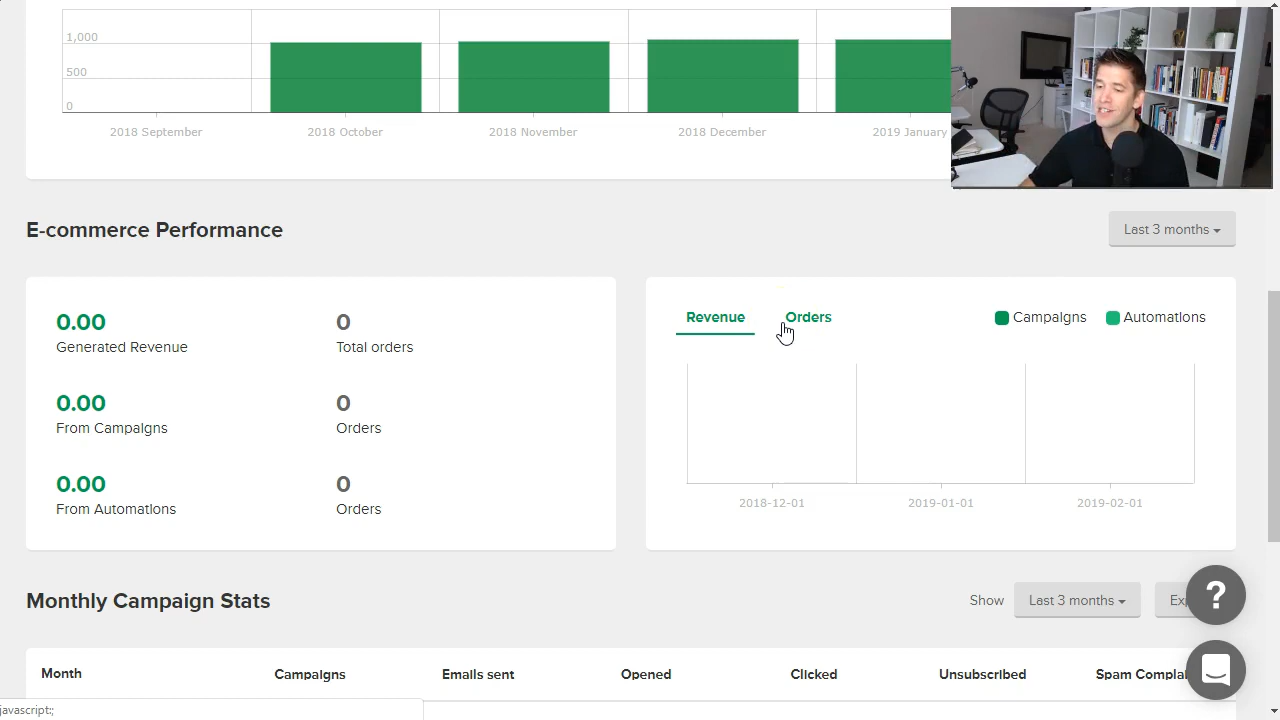 1,000
500
0
2018 September 2018 October 2018 November 2018 December 2019 January
E-commerce Performance
Last 3 months
0.00 0
Generated Revenue Total orders
0.00 0
From Campaigns Orders
0.00 0
From Automations Orders
Revenue Orders Campaigns Automations
2018-12-01 2019-01-01 2019-02-01
Monthly Campaign Stats
Show Last 3 months
?
Month Campaigns Emails sent Opened Clicked Unsubscribed Spam
javascript:;